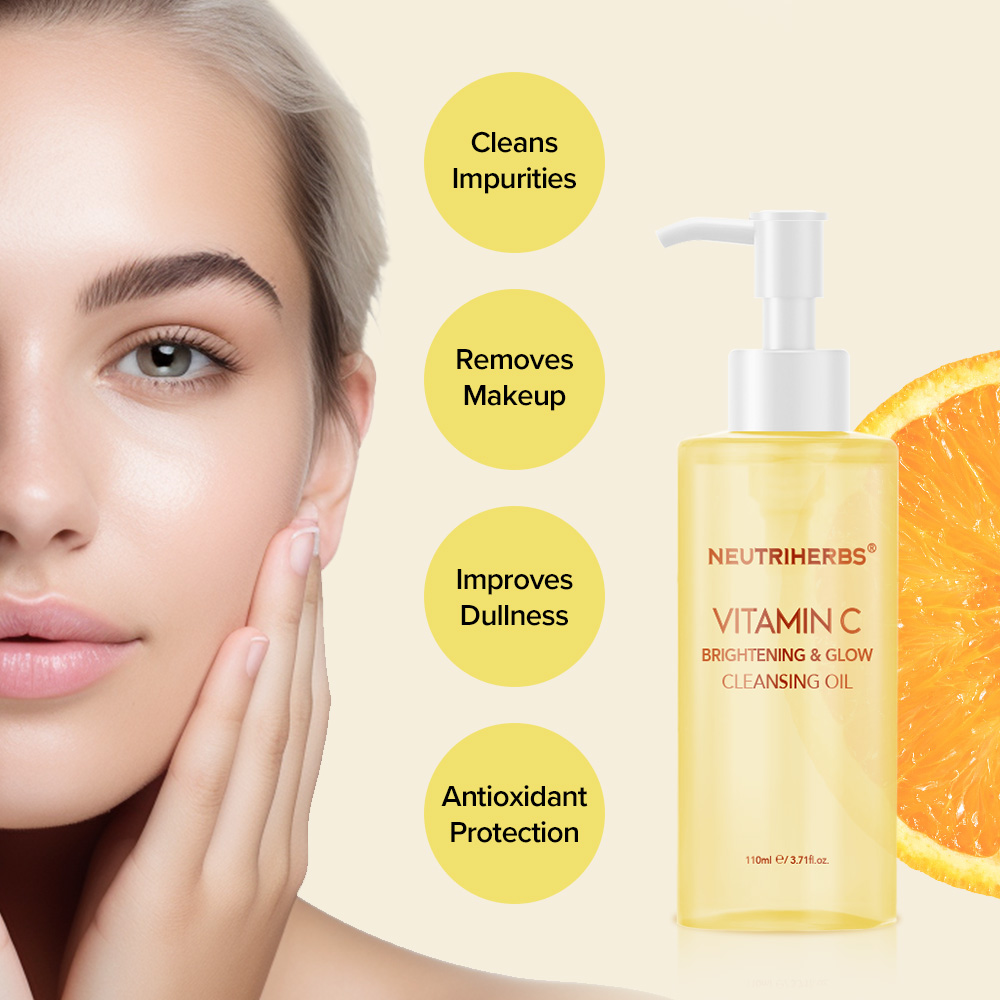 Cleans
Impurities
Removes
Makeup
Improves
Dullness
Antioxidant
Protection
NEUTRIHERBS®
VITAMIN C
BRIGHTENING & GLOW
CLEANSING OIL
110ml ℮/ 3.71fl.oz.